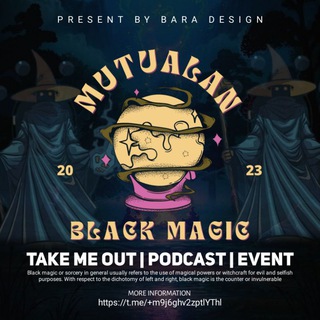 PRESENT BY BARA DESIGN
MUTUALAN
20 23
BLACK MAGIC
TAKE ME OUT | PODCAST | EVENT
Black magic or sorcery in general usually refers to the use of magical powers or witchcraft for evil and selfish
purposes. With respect to the dichotomy of left and right, black magic is the counter or invulnerable
MORE INFORMATION
https://t.me/+m9j6ghv2zptlYThl